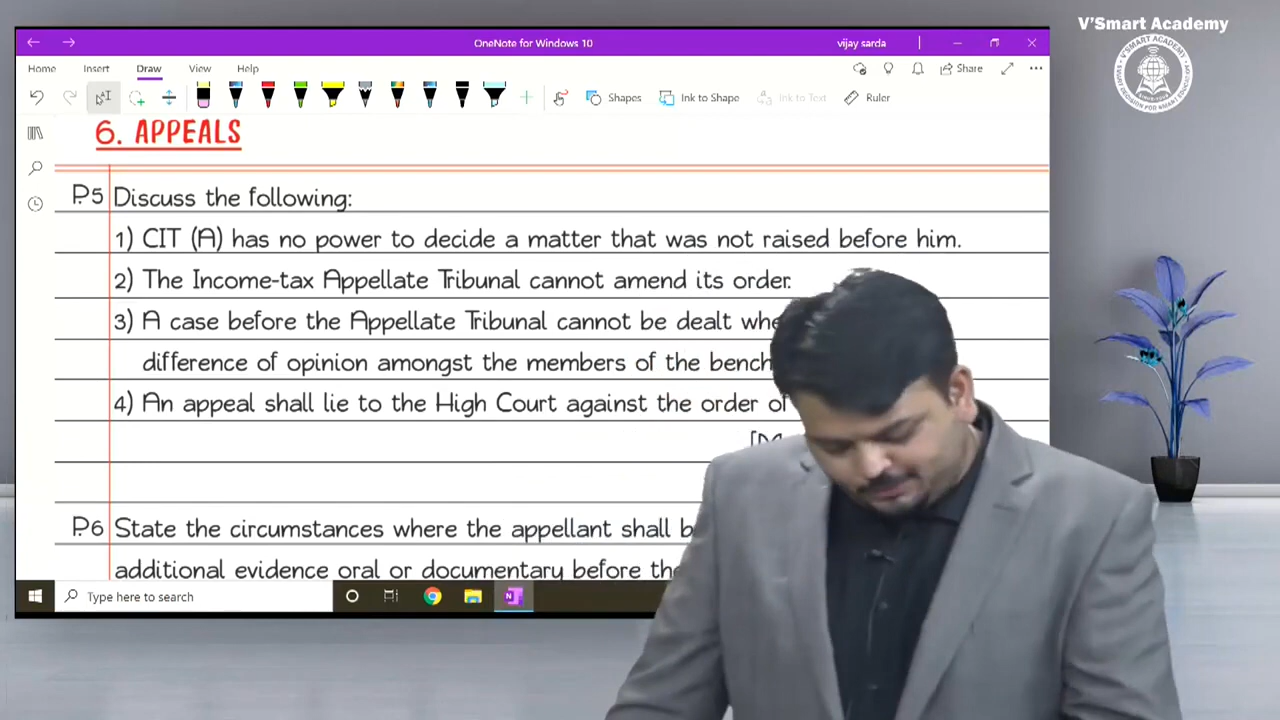 V'Smart Academy
OneNote for Windows 10
vijay sarda
Home Insert Draw View Help
Share
Shapes
Ink to Shape
Ink to Text
Ruler
6. APPEALS
P.5 Discuss the following:
1) CIT (A) has no power to decide a matter that was not raised before him.
2) The Income-tax Appellate Tribunal cannot amend its order.
3) A case before the Appellate Tribunal cannot be dealt
difference of opinion amongst the members of the bench
4) An appeal shall lie to the High Court against the order of
P.6 State the circumstances where the appellant shall
additional evidence oral or documentary before the
Type here to search